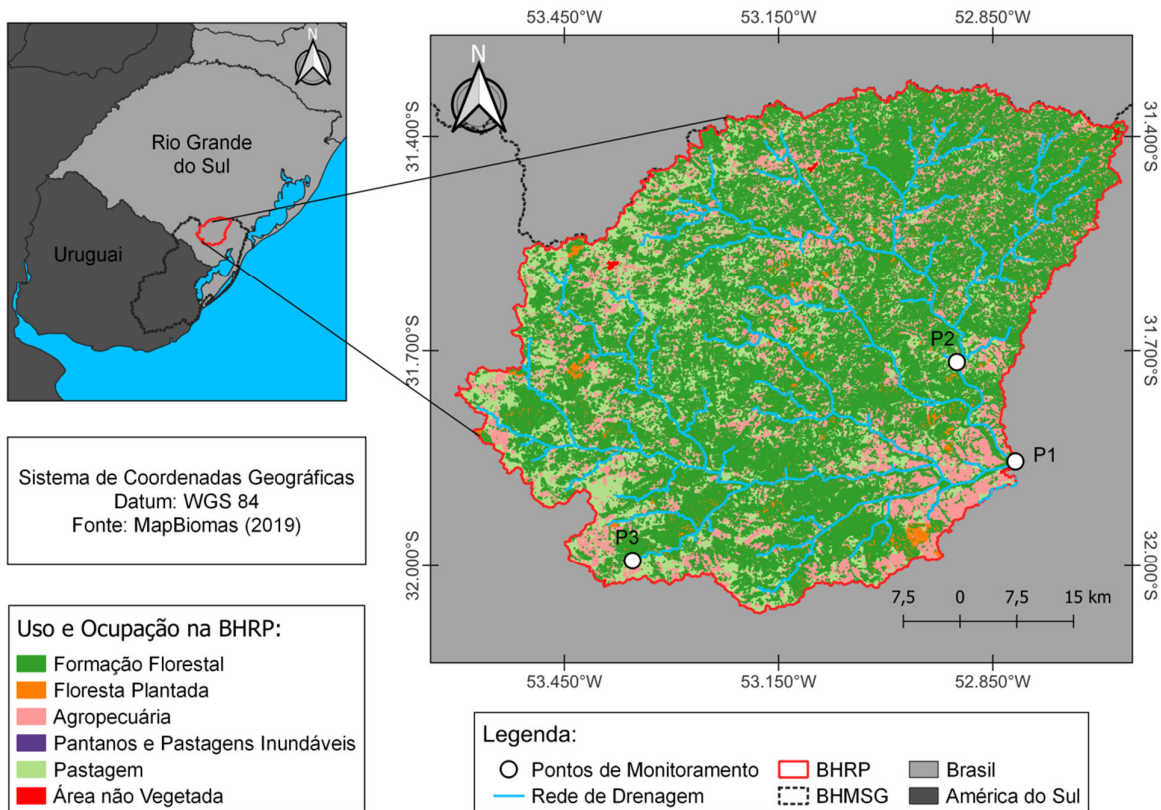 N
Rio Grande
do Sul
Uruguai
Sistema de Coordenadas Geográficas
Datum: WGS 84
Fonte: MapBiomas (2019)
Uso e Ocupação na BHRP:
Formação Florestal
Floresta Plantada
Agropecuária
Pantanos e Pastagens Inundáveis
Pastagem
Área não Vegetada
53.450°W
53.150°W
52.850°W
N
31.400°S
31.400°S
31.700°S
31.700°S
32.000°S
32.000°S
P2
P1
P3
7,5 0 7,5 15 km
53.450°W
53.150°W
52.850°W
Legenda:
Pontos de Monitoramento
BHRP
Brasil
Rede de Drenagem
BHMSG
América do Sul